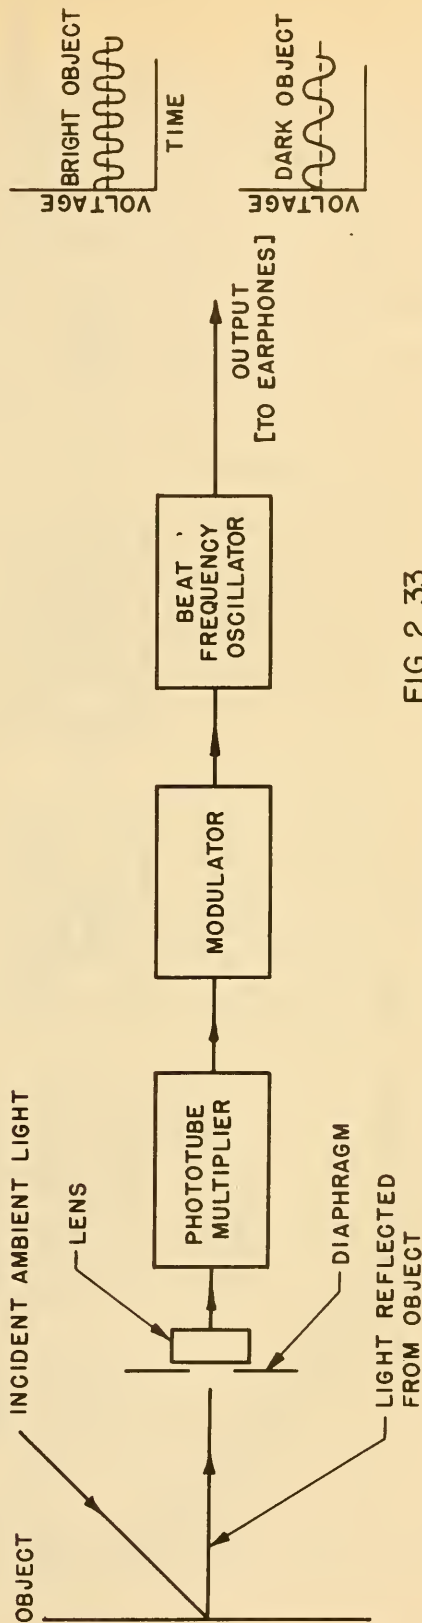 OBJECT
INCIDENT AMBIENT LIGHT
LENS
PHOTOTUBE
MULTIPLIER
DIAPHRAGM
LIGHT REFLECTED
FROM OBJECT
MODULATOR
BEAT
FREQUENCY
OSCILLATOR
OUTPUT
[TO EARPHONES]
VOLTAGE
BRIGHT OBJECT
TIME
VOLTAGE
DARK OBJECT
FIG. 2.33